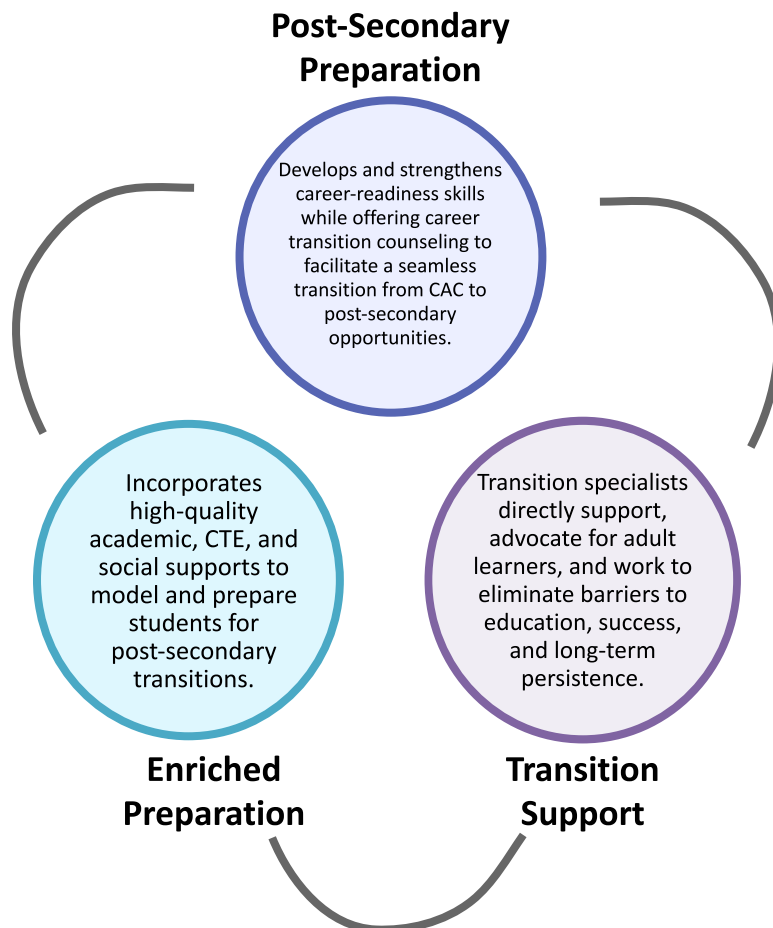 Post-Secondary
Preparation
Develops and strengthens
career-readiness skills
while offering career
transition counseling to
facilitate a seamless
transition from CAC to
post-secondary
opportunities.
Incorporates
high-quality
academic, CTE, and
social supports to
model and prepare
students for
post-secondary
transitions.
Enriched
Preparation
Transition specialists
directly support,
advocate for adult
learners, and work to
eliminate barriers to
education, success,
and long-term
persistence.
Transition
Support